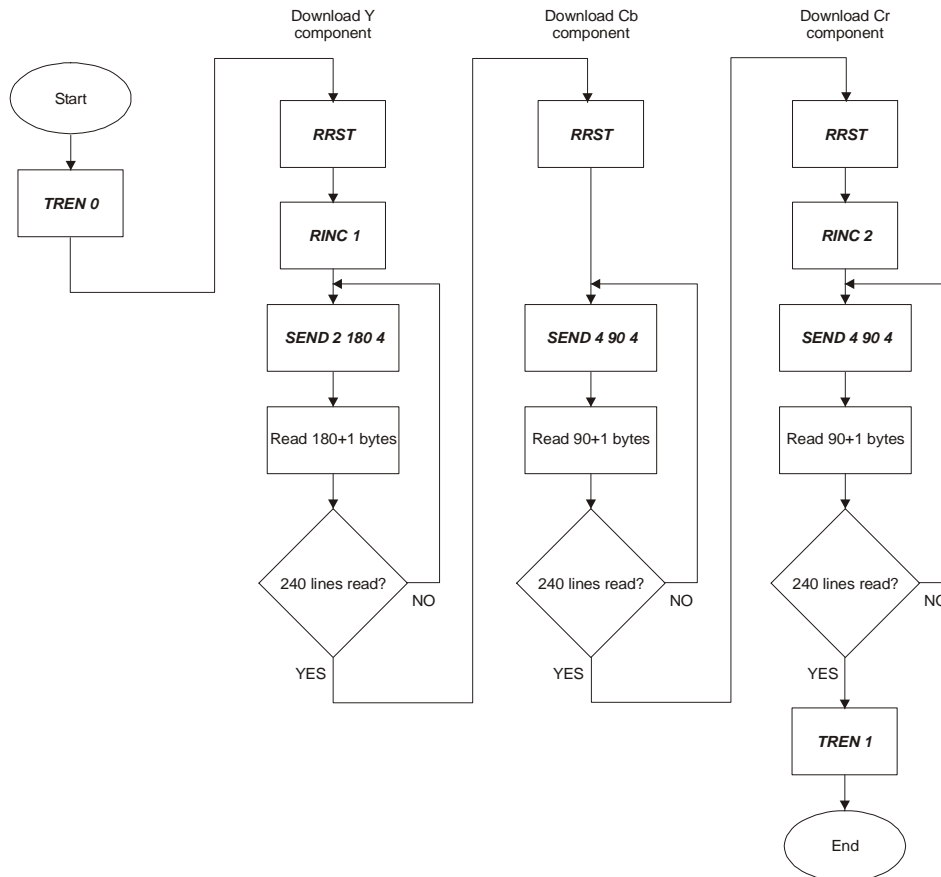 Download Y
component
Download Cb
component
Download Cr
component
Start
TREN 0
RRST
RINC 1
SEND 2 180 4
Read 180+1 bytes
240 lines read?
NO
YES
RRST
SEND 4 90 4
Read 90+1 bytes
240 lines read?
NO
YES
RRST
RINC 2
SEND 4 90 4
Read 90+1 bytes
240 lines read?
NO
YES
TREN 1
End